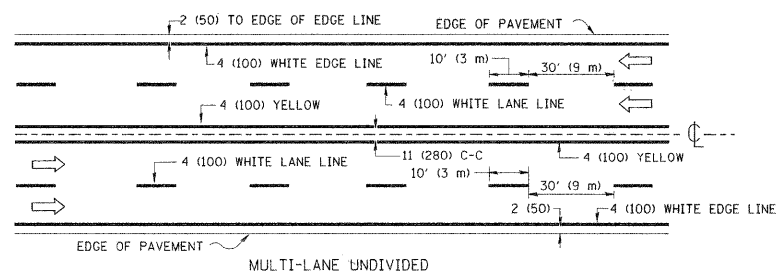 2 (50) TO EDGE OF EDGE LINE
EDGE OF PAVEMENT
4 (100) WHITE EDGE LINE
10' (3 m)
30' (9 m)
4 (100) YELLOW
4 (100) WHITE LANE LINE
CL
4 (100) WHITE LANE LINE
11 (280) C-C
4 (100) YELLOW
10' (3 m)
30' (9 m)
2 (50)
4 (100) WHITE EDGE LINE
EDGE OF PAVEMENT
MULTI-LANE UNDIVIDED